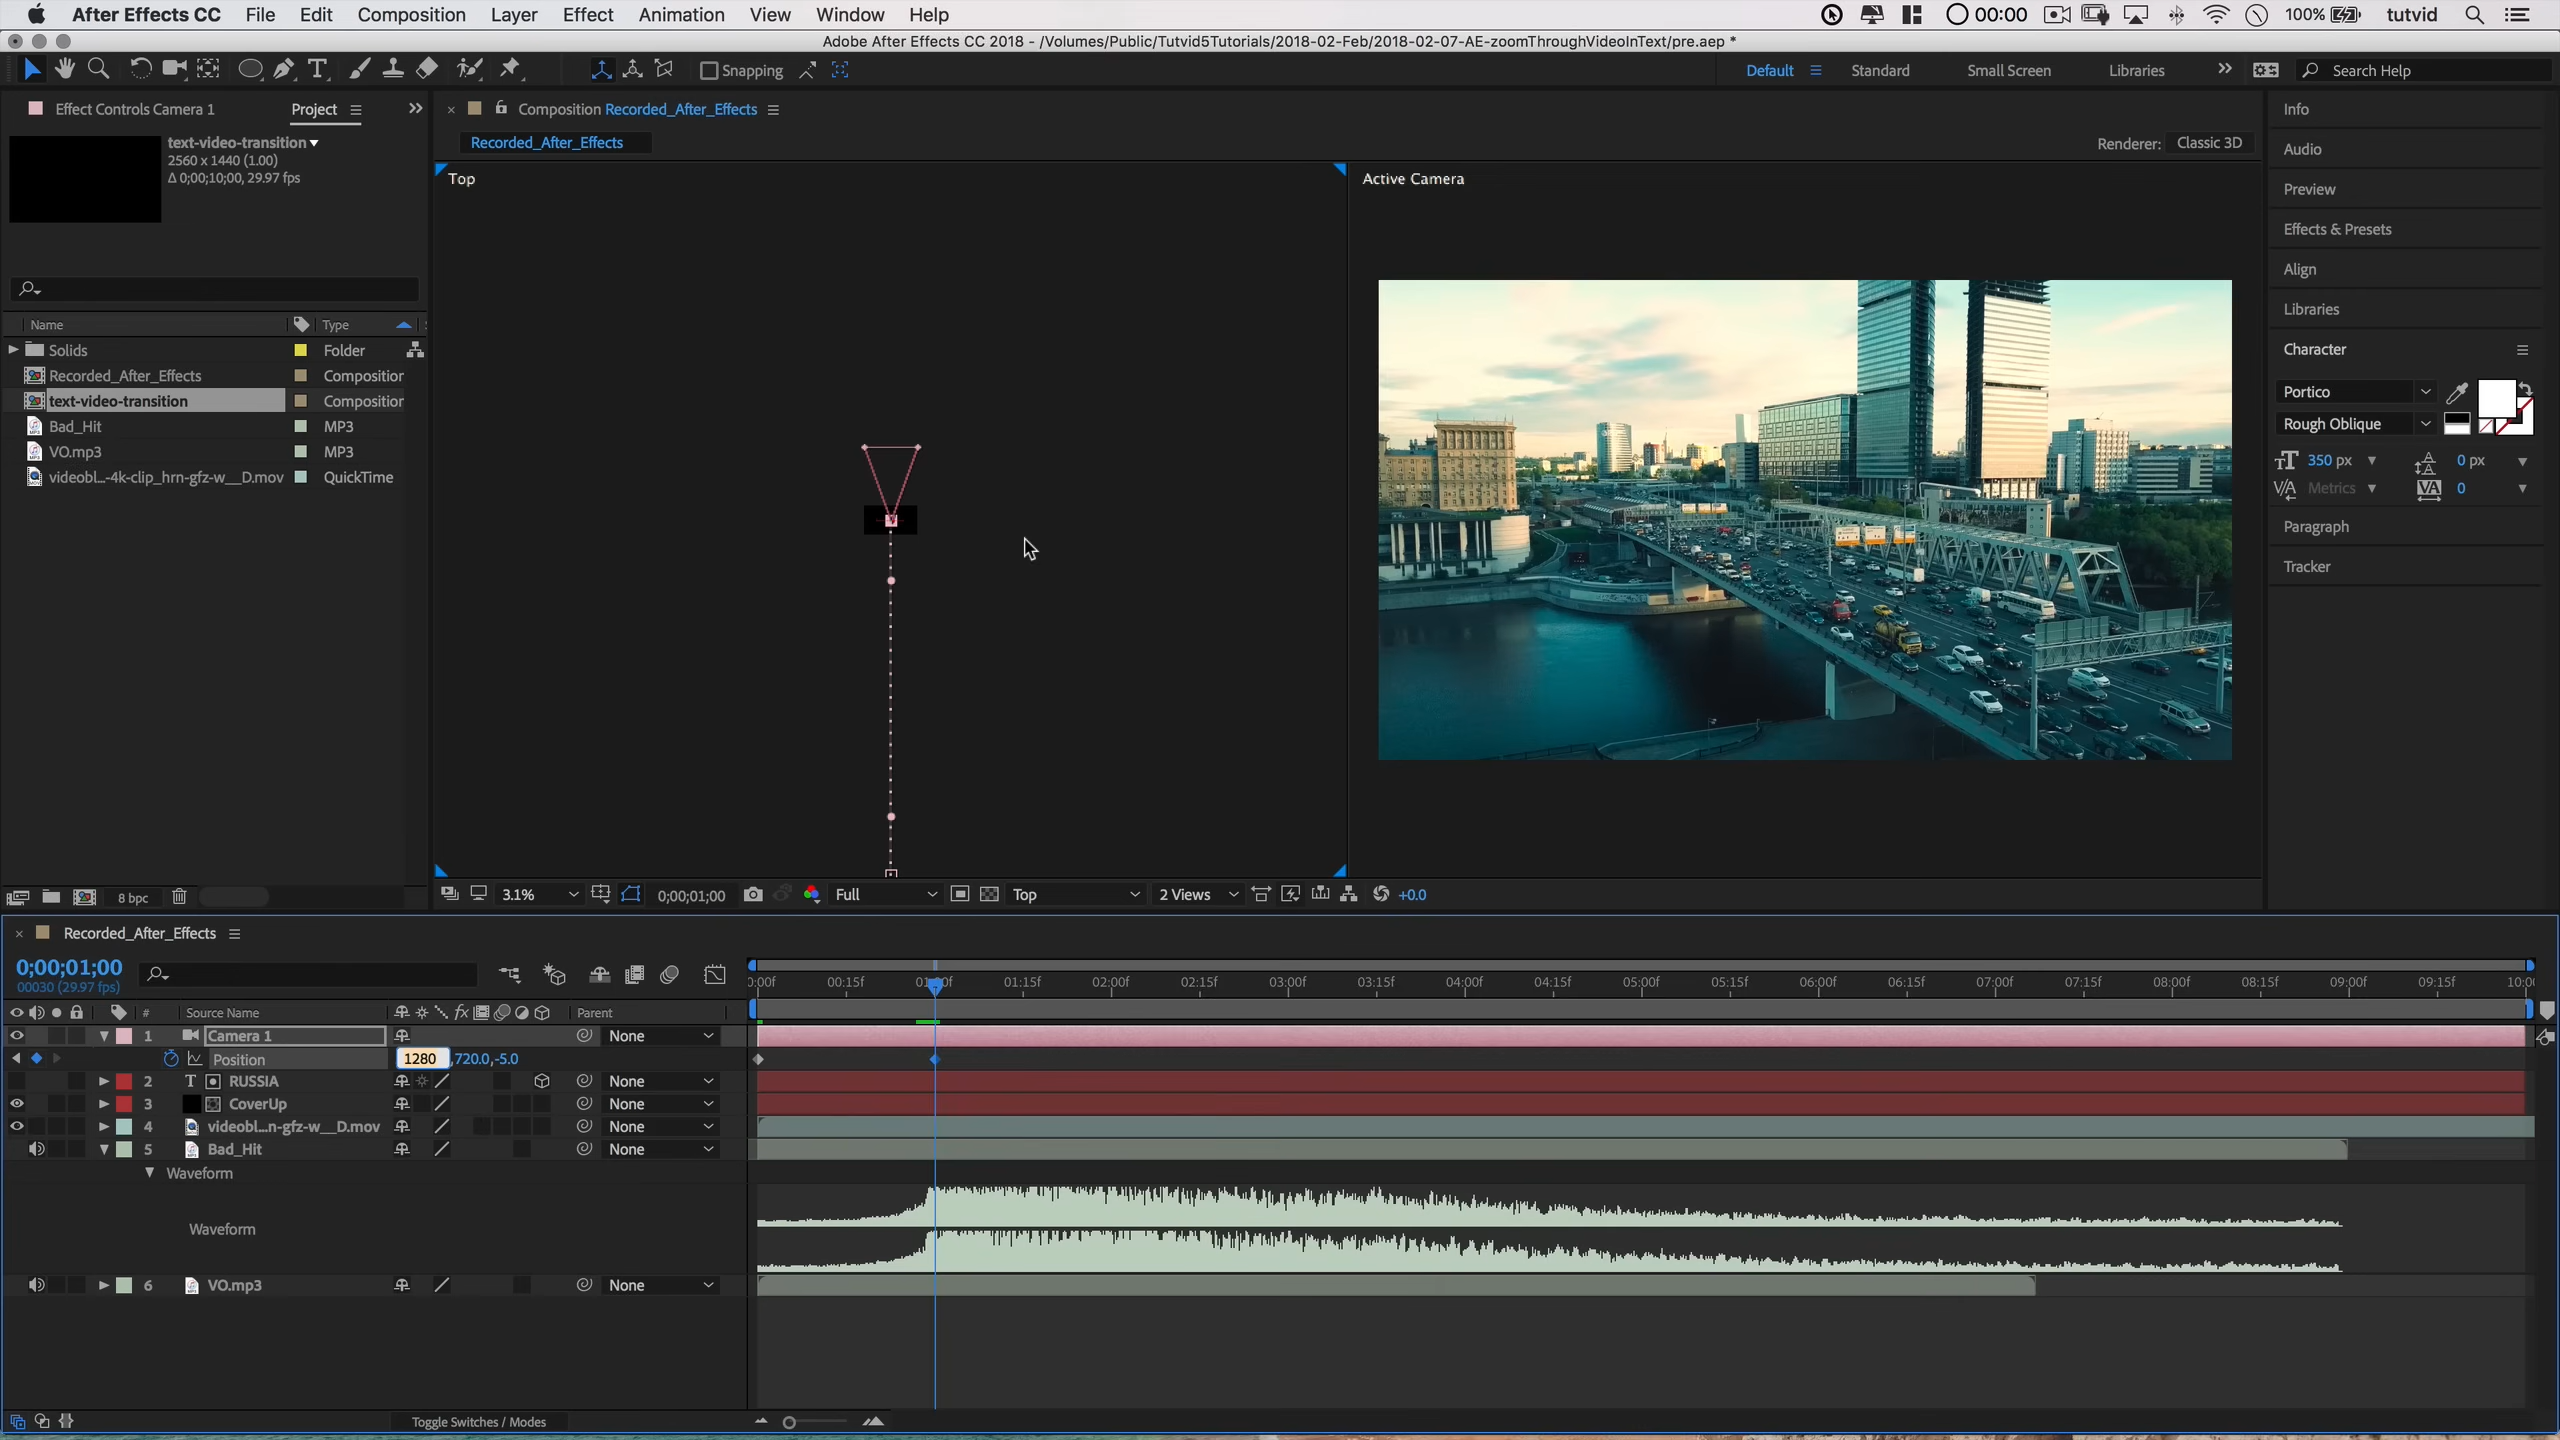 After Effects CC File Edit Composition Layer Effect Animation View Window Help 00:00 100% tutvid
Adobe After Effects CC 2018 - /Volumes/Public/Tutvid5Tutorials/2018-02-Feb/2018-02-07-AE-zoomThroughVideoInText/pre.aep *
Snapping Default Standard Small Screen Libraries Search Help
Effect Controls Camera 1 Project
Composition Recorded_After_Effects
text-video-transition
2560 x 1440 (1.00)
Δ 0;00;10;00, 29.97 fps
Recorded_After_Effects
Renderer: Classic 3D
Top
Active Camera
Name Type
Solids Folder
Recorded_After_Effects Composition
text-video-transition Composition
Bad_Hit MP3
VO.mp3 MP3
videobl...-4k-clip_hrn-gfz-w__D.mov QuickTime
Info
Audio
Preview
Effects & Presets
Align
Libraries
Character
Portico
Rough Oblique
350 px 0 px
Metrics 0
Paragraph
Tracker
8 bpc
3.1% 0;00;01;00 Full Top 2 Views +0.0
Recorded_After_Effects
0;00;01;00
00030 (29.97 fps)
00f 00:15f 01:00f 01:15f 02:00f 02:15f 03:00f 03:15f 04:00f 04:15f 05:00f 05:15f 06:00f 06:15f 07:00f 07:15f 08:00f 08:15f 09:00f 09:15f 10:00
# Source Name Parent
1 Camera 1 None
Position 1280 ,720.0,-5.0
2 T RUSSIA None
3 CoverUp None
4 videobl...n-gfz-w__D.mov None
5 Bad_Hit None
Waveform
Waveform
6 VO.mp3 None
Toggle Switches / Modes